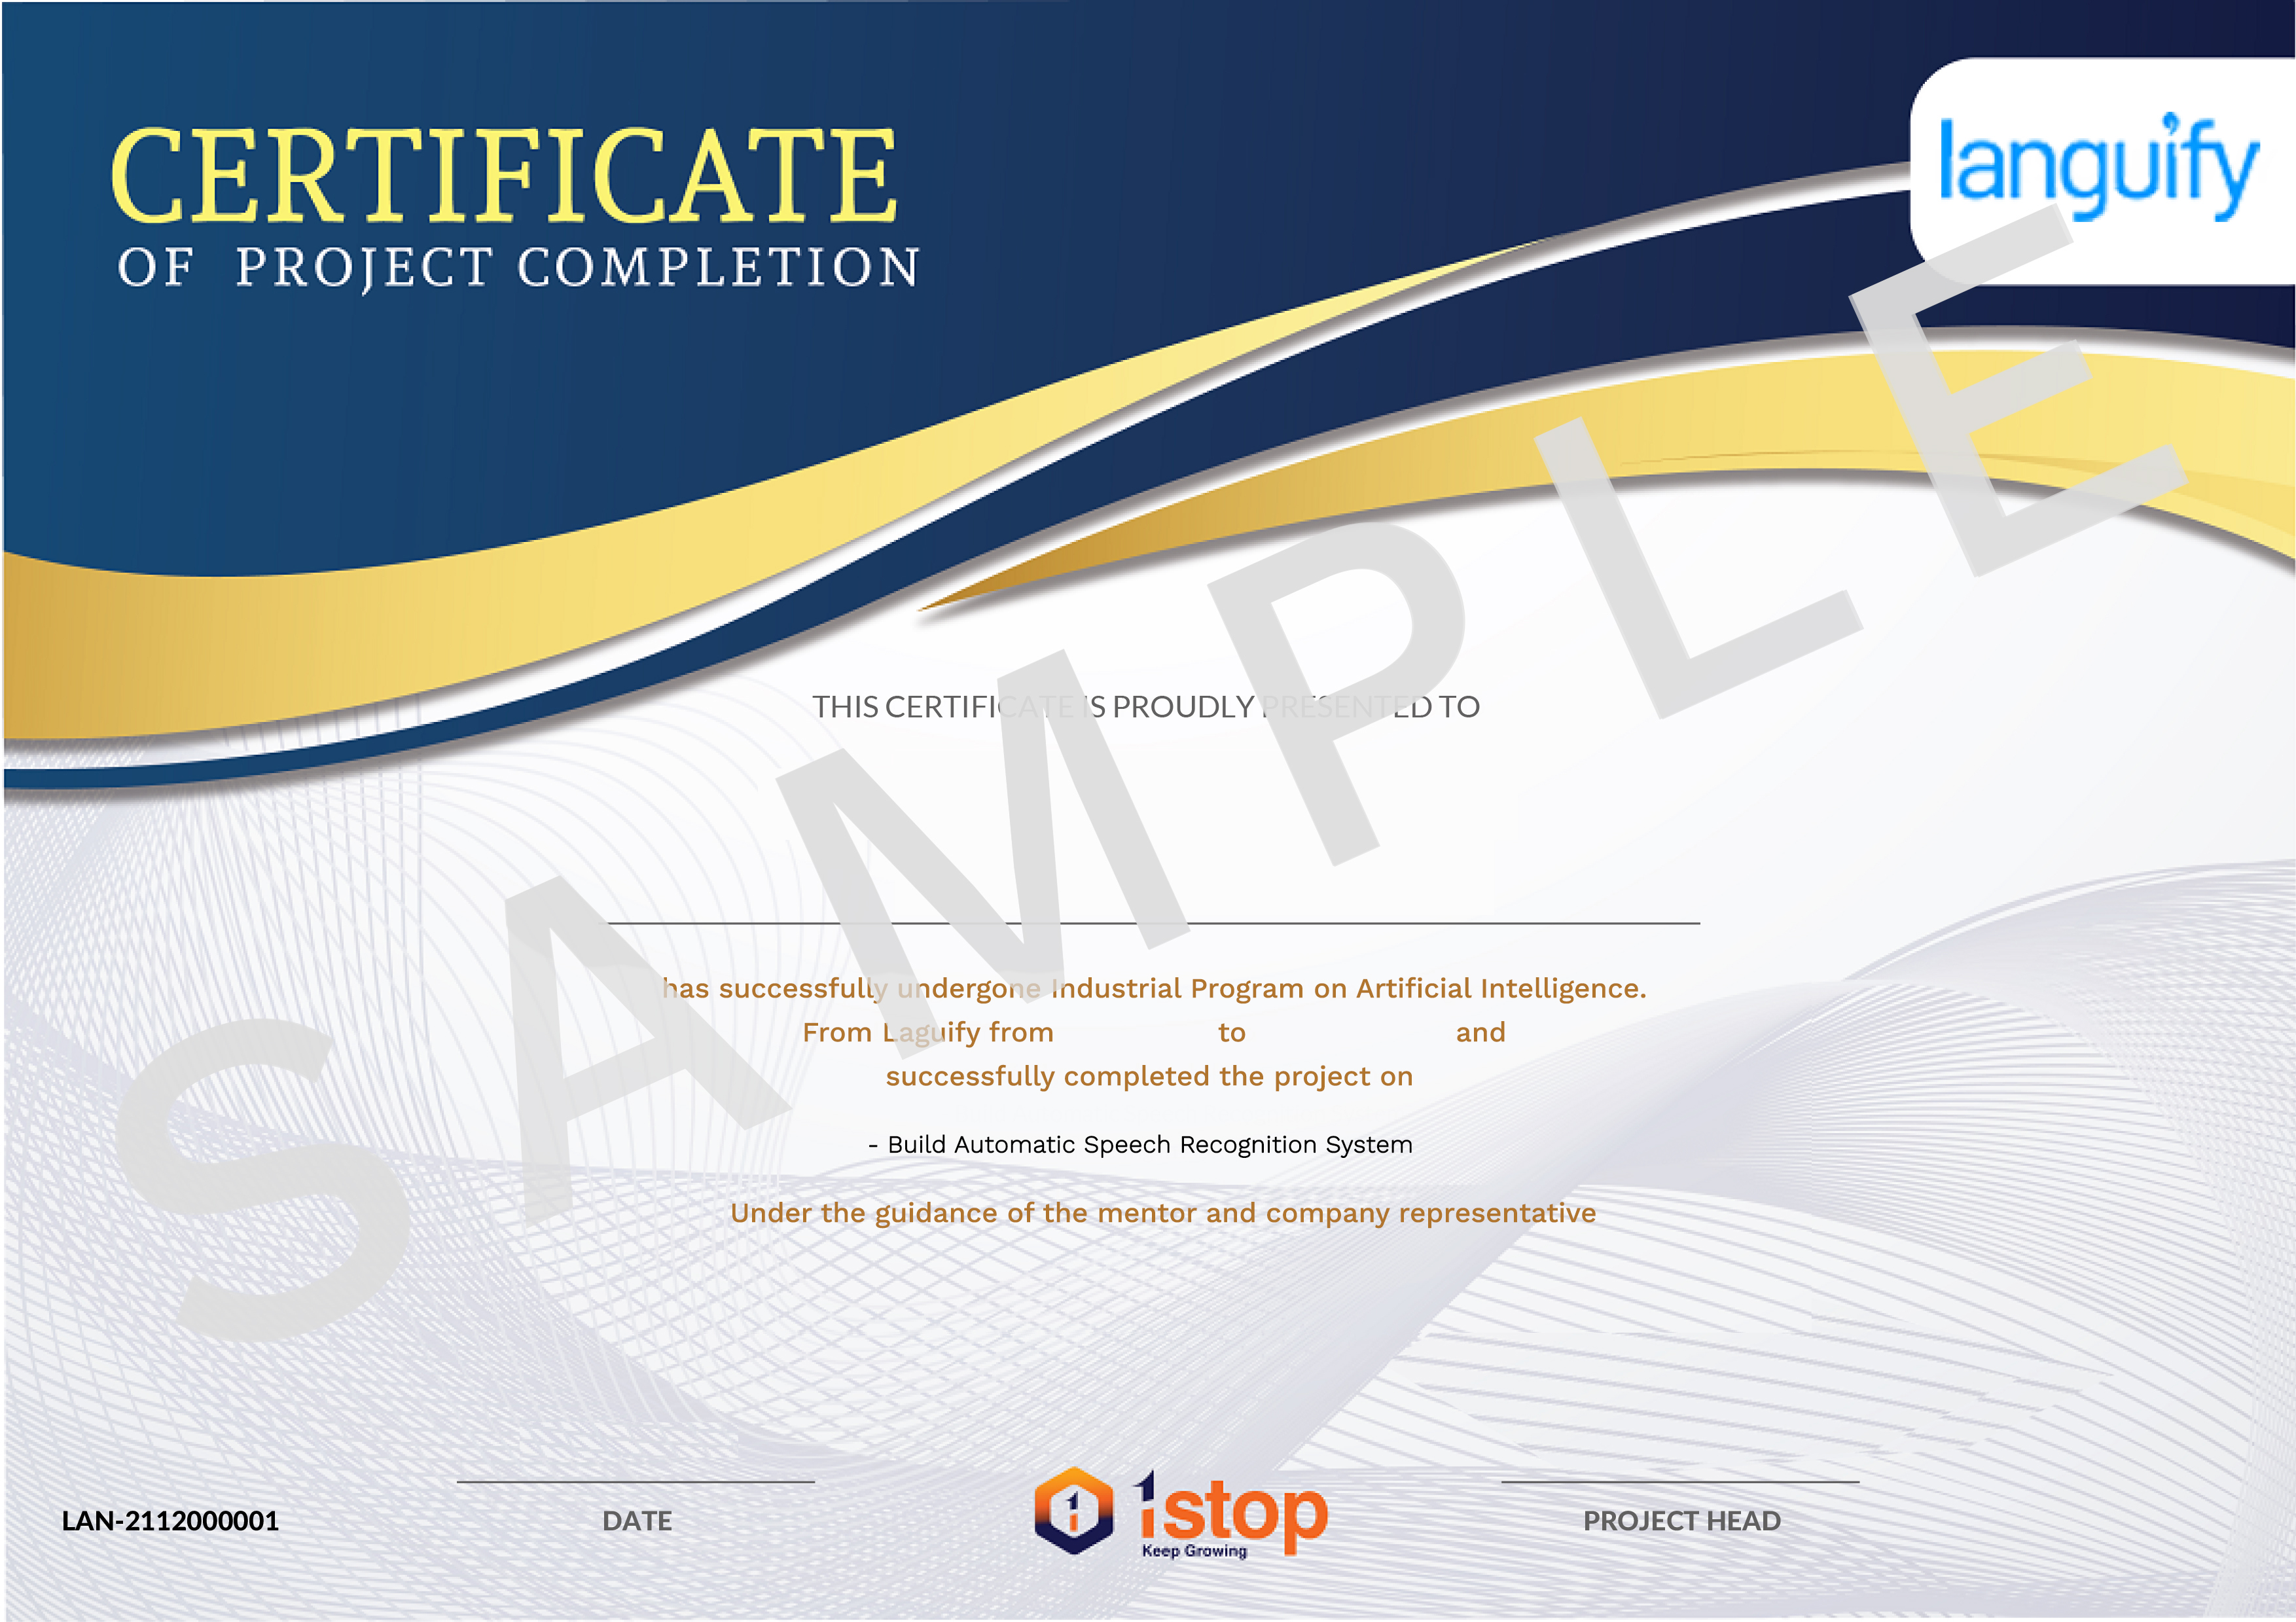 CERTIFICATE
OF PROJECT COMPLETION
languify
SAMPLE
THIS CERTIFICATE IS PROUDLY PRESENTED TO
has successfully undergone Industrial Program on Artificial Intelligence.
From Laguify from to and
successfully completed the project on
- Build Automatic Speech Recognition System
Under the guidance of the mentor and company representative
LAN-2112000001
DATE
1stop
Keep Growing
PROJECT HEAD